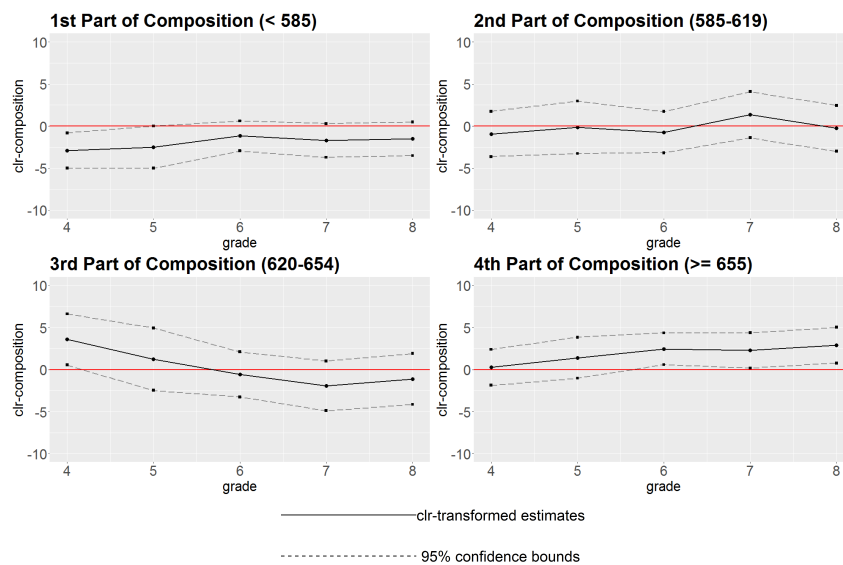 1st Part of Composition (< 585)
10
5
0
-5
-10
clr-composition
4 5 6 7 8
grade
2nd Part of Composition (585-619)
10
5
0
-5
-10
clr-composition
4 5 6 7 8
grade
3rd Part of Composition (620-654)
10
5
0
-5
-10
clr-composition
4 5 6 7 8
grade
4th Part of Composition (>= 655)
10
5
0
-5
-10
clr-composition
4 5 6 7 8
grade
clr-transformed estimates
95% confidence bounds